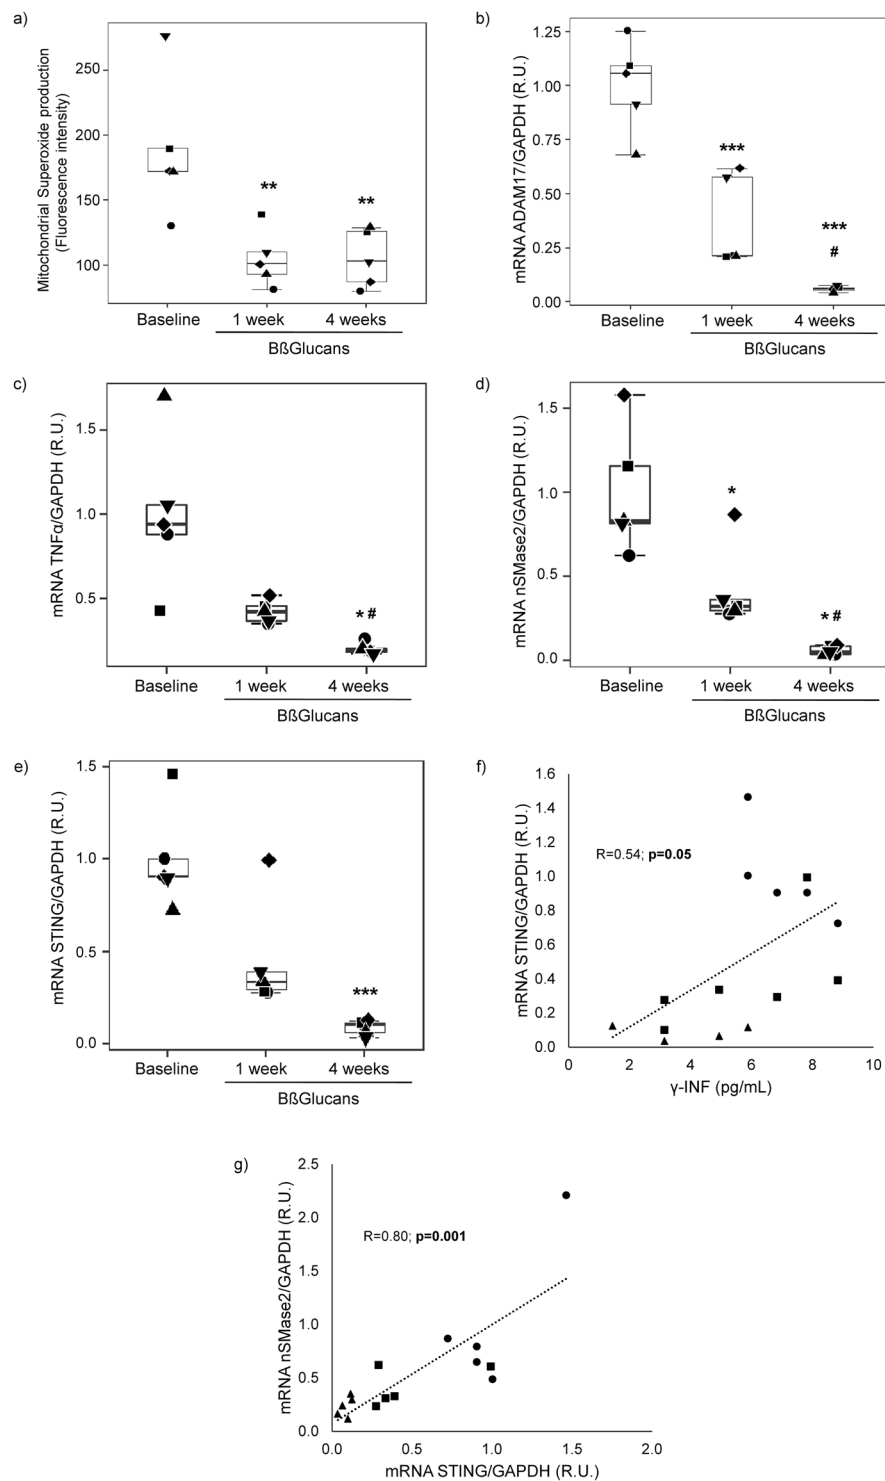 a)
Mitochondrial Superoxide production
(Fluorescence intensity)
250
200
150
100
**
**
Baseline
1 week
4 weeks
BßGlucans
b)
mRNA ADAM17/GAPDH (R.U.)
1.25
1.00
0.75
0.50
0.25
0.00
***
***
#
Baseline
1 week
4 weeks
BßGlucans
c)
mRNA TNFα/GAPDH (R.U.)
1.5
1.0
0.5
* #
Baseline
1 week
4 weeks
BßGlucans
d)
mRNA nSMase2/GAPDH (R.U.)
1.5
1.0
0.5
0.0
*
* #
Baseline
1 week
4 weeks
BßGlucans
e)
mRNA STING/GAPDH (R.U.)
1.5
1.0
0.5
0.0
***
Baseline
1 week
4 weeks
BßGlucans
f)
mRNA STING/GAPDH (R.U.)
1.6
1.4
1.2
1.0
0.8
0.6
0.4
0.2
0.0
R=0.54; p=0.05
0 2 4 6 8 10
γ-INF (pg/mL)
g)
mRNA nSMase2/GAPDH (R.U.)
2.5
2.0
1.5
1.0
0.5
0.0
R=0.80; p=0.001
0.0 0.5 1.0 1.5 2.0
mRNA STING/GAPDH (R.U.)